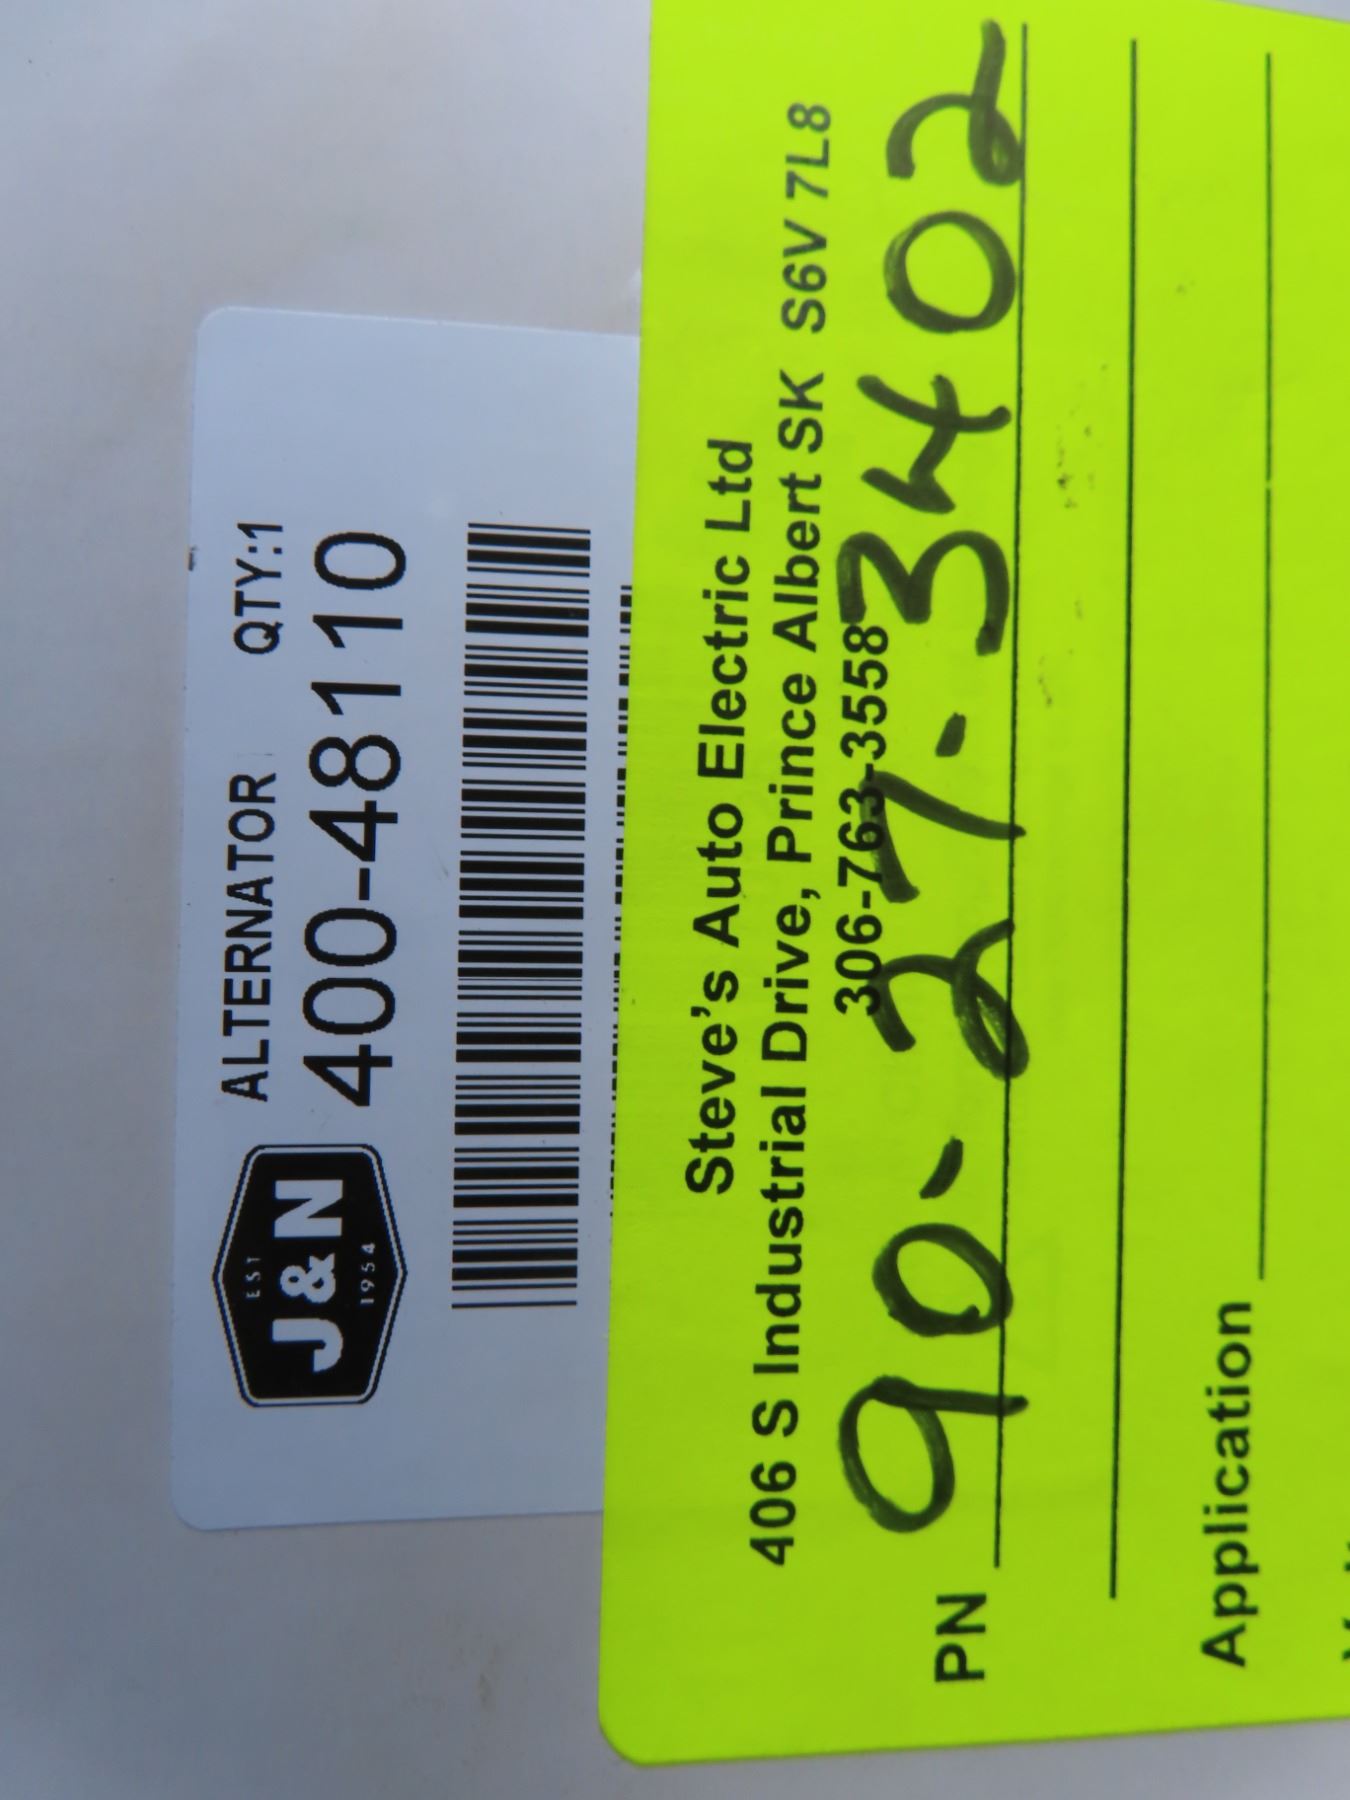 ALTERNATOR QTY:1
400-48110
EST
J&N
1954
Steve's Auto Electric Ltd
406 S Industrial Drive, Prince Albert SK S6V 7L8
306-763-3558
PN 90-27-3402
Application